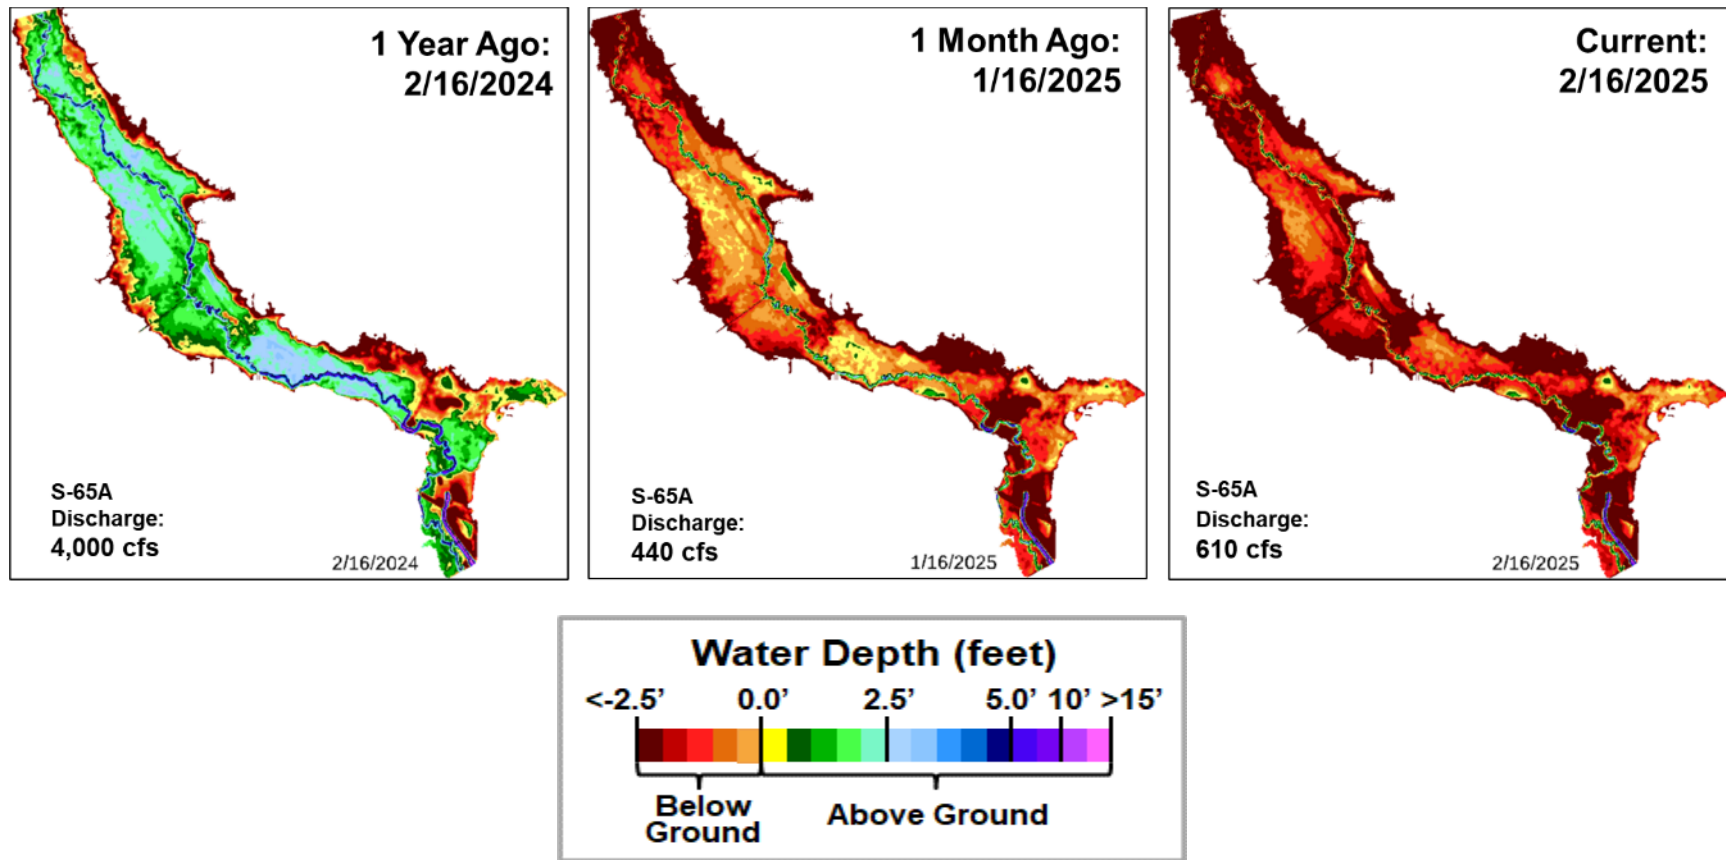 1 Year Ago:
2/16/2024
S-65A
Discharge:
4,000 cfs
2/16/2024
1 Month Ago:
1/16/2025
S-65A
Discharge:
440 cfs
1/16/2025
Current:
2/16/2025
S-65A
Discharge:
610 cfs
2/16/2025
Water Depth (feet)
<-2.5’ 0.0’ 2.5’ 5.0’ 10’ >15’
Below
Ground
Above Ground